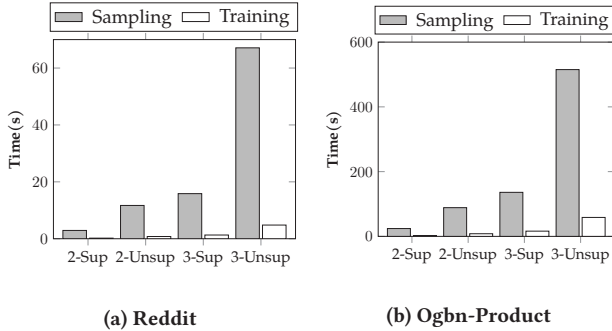 Sampling Training
60
40
20
0
Time(s)
2-Sup 2-Unsup 3-Sup 3-Unsup
(a) Reddit
Sampling Training
600
400
200
0
Time(s)
2-Sup 2-Unsup 3-Sup 3-Unsup
(b) Ogbn-Product